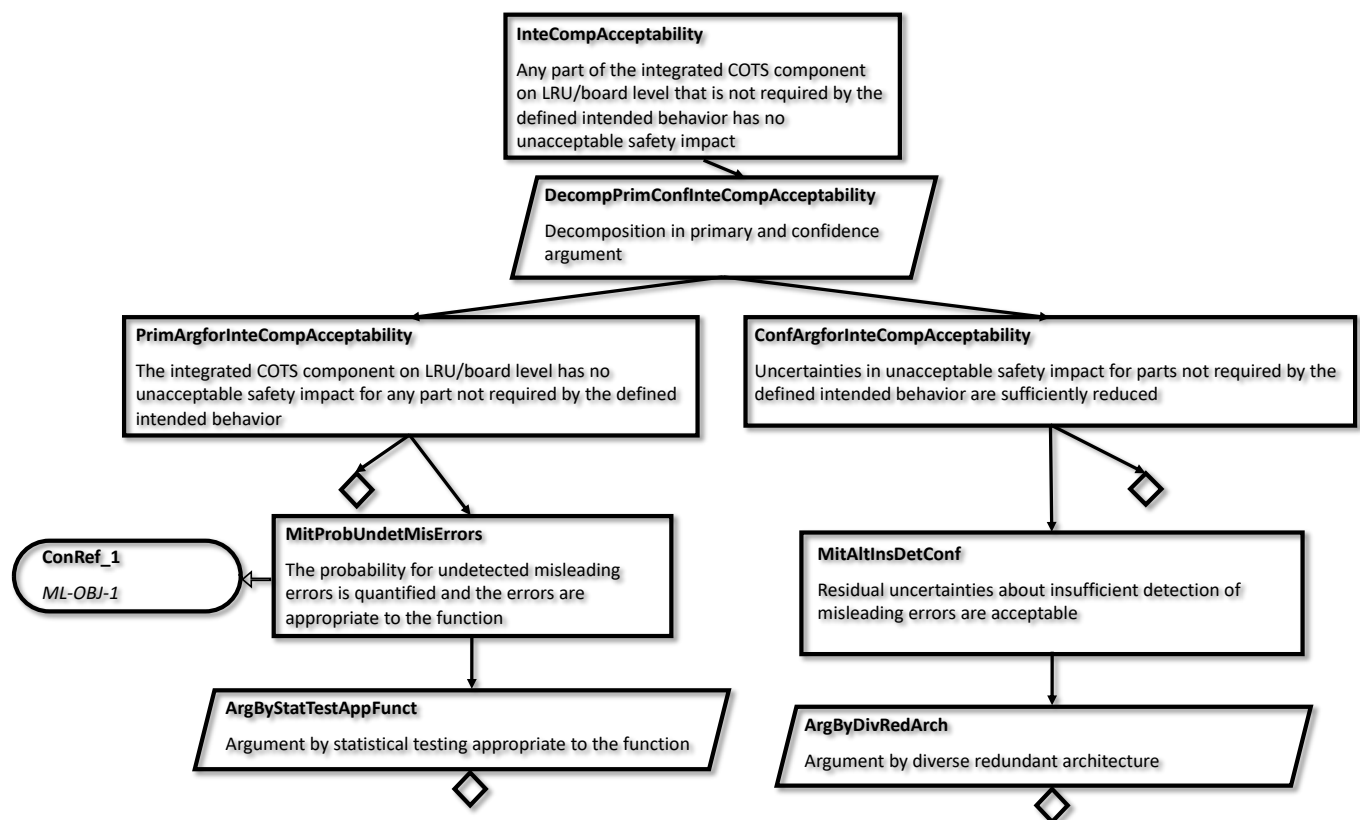 InteCompAcceptability
Any part of the integrated COTS component
on LRU/board level that is not required by the
defined intended behavior has no
unacceptable safety impact
DecompPrimConfInteCompAcceptability
Decomposition in primary and confidence
argument
PrimArgforInteCompAcceptability
The integrated COTS component on LRU/board level has no
unacceptable safety impact for any part not required by the defined
intended behavior
ConfArgforInteCompAcceptability
Uncertainties in unacceptable safety impact for parts not required by the
defined intended behavior are sufficiently reduced
ConRef_1
ML-OBJ-1
MitProbUndetMisErrors
The probability for undetected misleading
errors is quantified and the errors are
appropriate to the function
MitAltInsDetConf
Residual uncertainties about insufficient detection of
misleading errors are acceptable
ArgByStatTestAppFunct
Argument by statistical testing appropriate to the function
ArgByDivRedArch
Argument by diverse redundant architecture